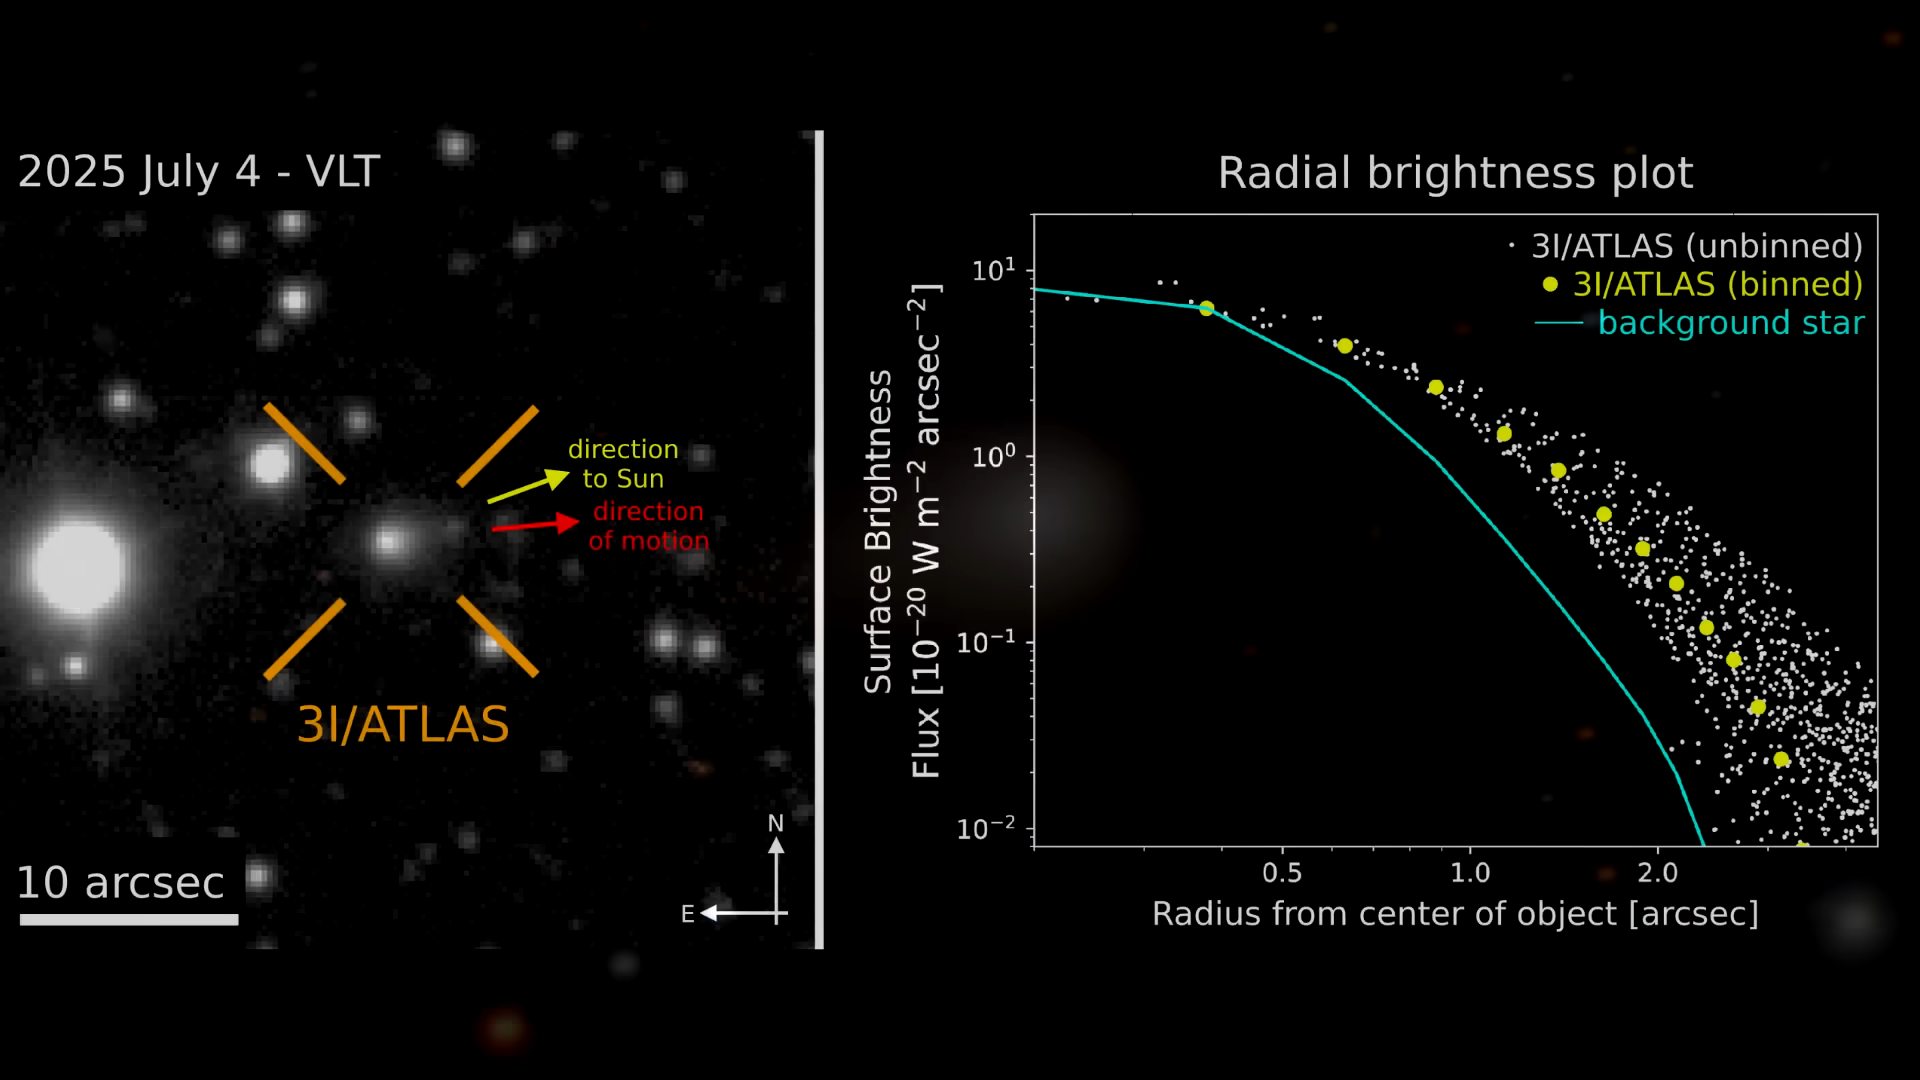 2025 July 4 - VLT
direction
to Sun
direction
of motion
3I/ATLAS
10 arcsec
N
E
Radial brightness plot
3I/ATLAS (unbinned)
3I/ATLAS (binned)
background star
Surface Brightness
Flux [10⁻²⁰ W m⁻² arcsec⁻²]
10¹
10⁰
10⁻¹
10⁻²
0.5
1.0
2.0
Radius from center of object [arcsec]